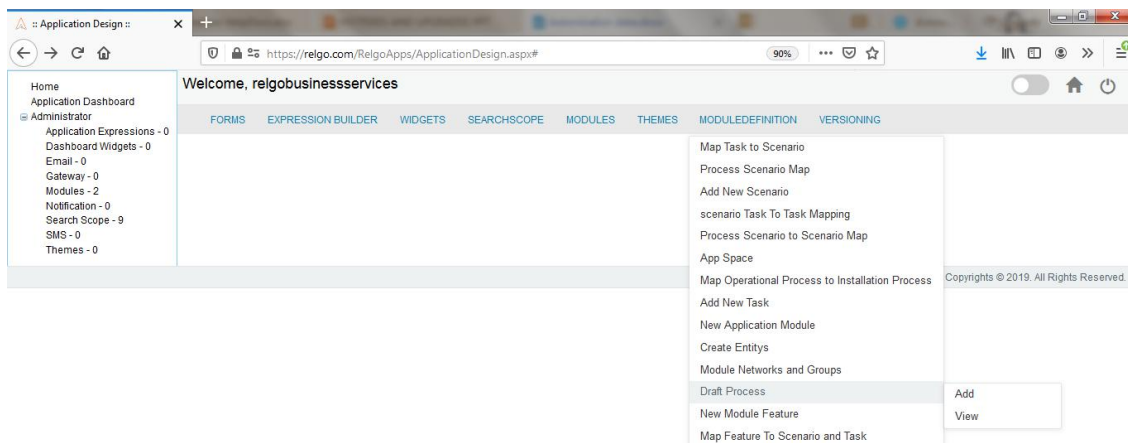 :: Application Design ::
https://relgo.com/RelgoApps/ApplicationDesign.aspx#
90%
Home
Application Dashboard
Administrator
Application Expressions - 0
Dashboard Widgets - 0
Email - 0
Gateway - 0
Modules - 2
Notification - 0
Search Scope - 9
SMS - 0
Themes - 0
Welcome, relgobusinessservices
FORMS EXPRESSION BUILDER WIDGETS SEARCHSCOPE MODULES THEMES MODULEDEFINITION VERSIONING
Map Task to Scenario
Process Scenario Map
Add New Scenario
scenario Task To Task Mapping
Process Scenario to Scenario Map
App Space
Map Operational Process to Installation Process
Add New Task
New Application Module
Create Entitys
Module Networks and Groups
Draft Process
New Module Feature
Map Feature To Scenario and Task
Add
View
Copyrights © 2019. All Rights Reserved.